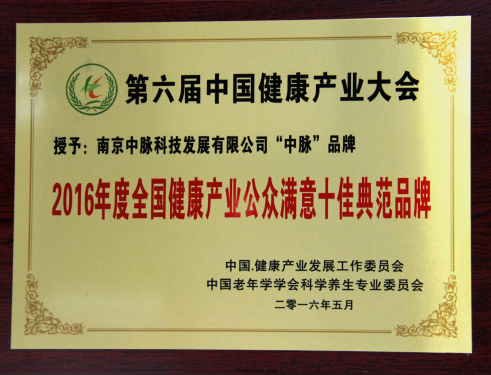 第六届中国健康产业大会
授予：南京中脉科技发展有限公司“中脉”品牌
2016年度全国健康产业公众满意十佳典范品牌
中国.健康产业发展工作委员会
中国老年学学会科学养生专业委员会
二零一六年五月